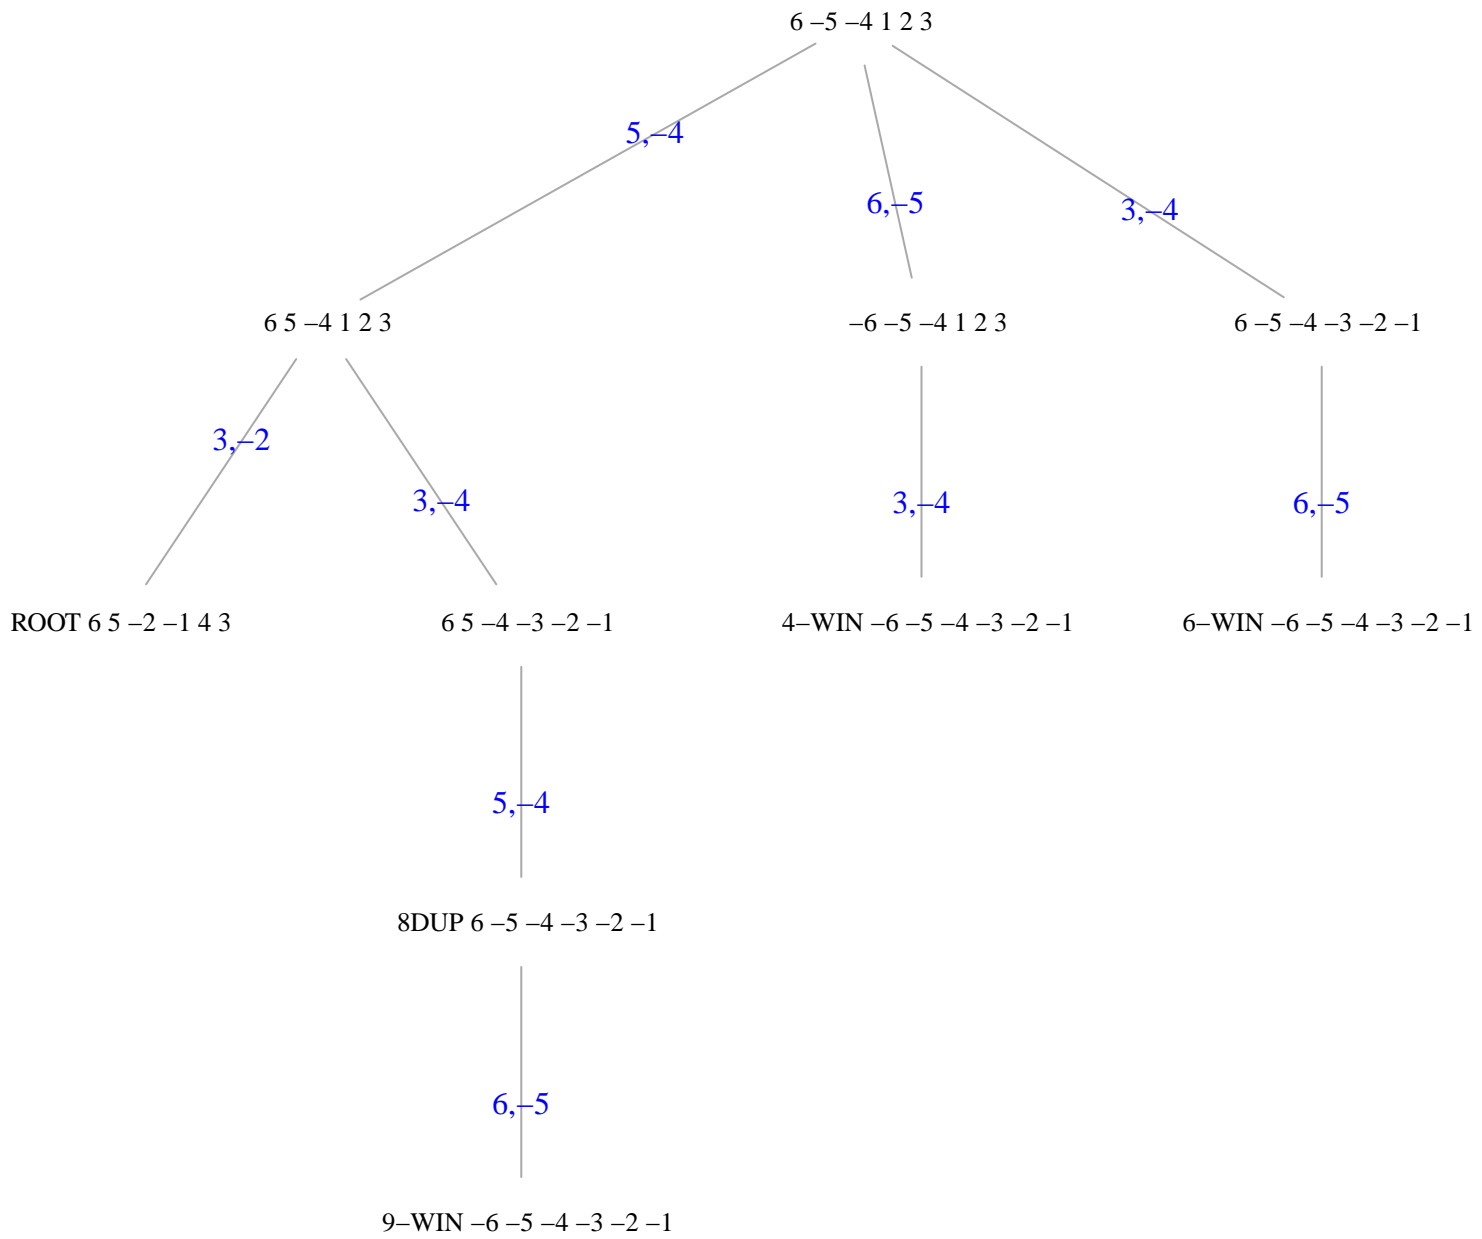 6 –5 –4 1 2 3
5,–4
6,–5
3,–4
6 5 –4 1 2 3
–6 –5 –4 1 2 3
6 –5 –4 –3 –2 –1
3,–2
3,–4
3,–4
6,–5
ROOT 6 5 –2 –1 4 3
6 5 –4 –3 –2 –1
4–WIN –6 –5 –4 –3 –2 –1
6–WIN –6 –5 –4 –3 –2 –1
5,–4
8DUP 6 –5 –4 –3 –2 –1
6,–5
9–WIN –6 –5 –4 –3 –2 –1